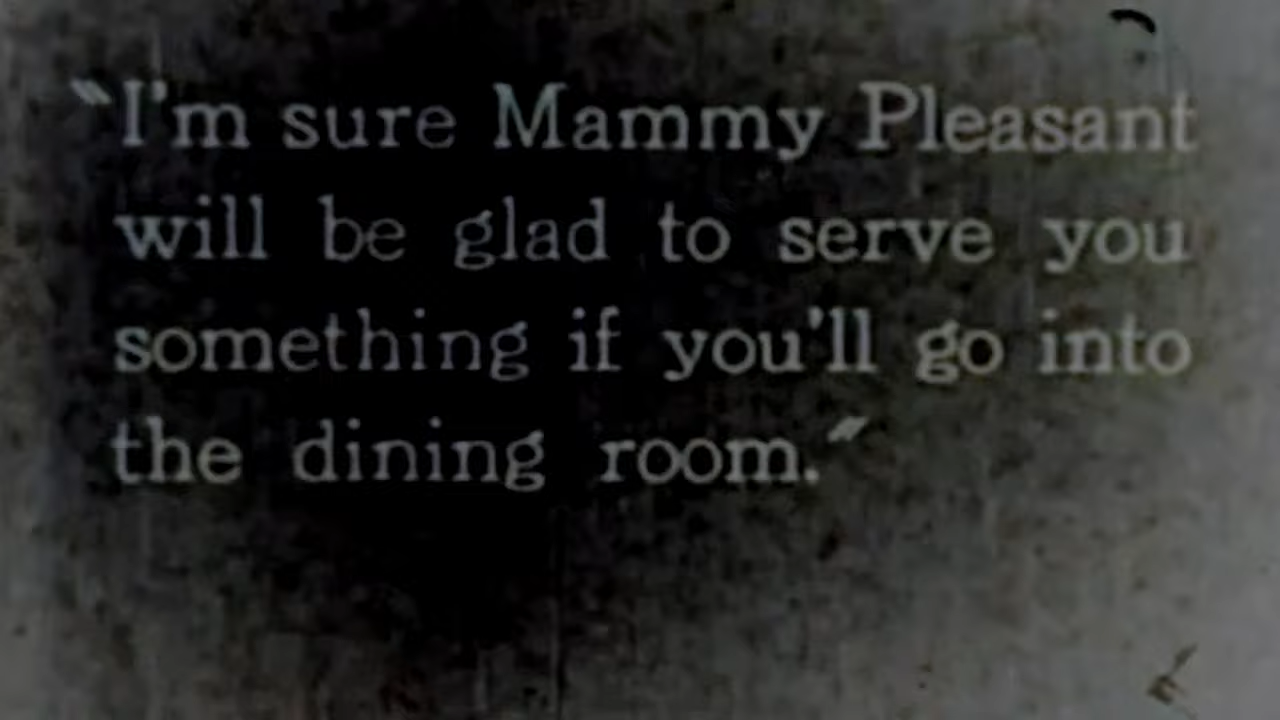 "I'm sure Mammy Pleasant
will be glad to serve you
something if you'll go into
the dining room."